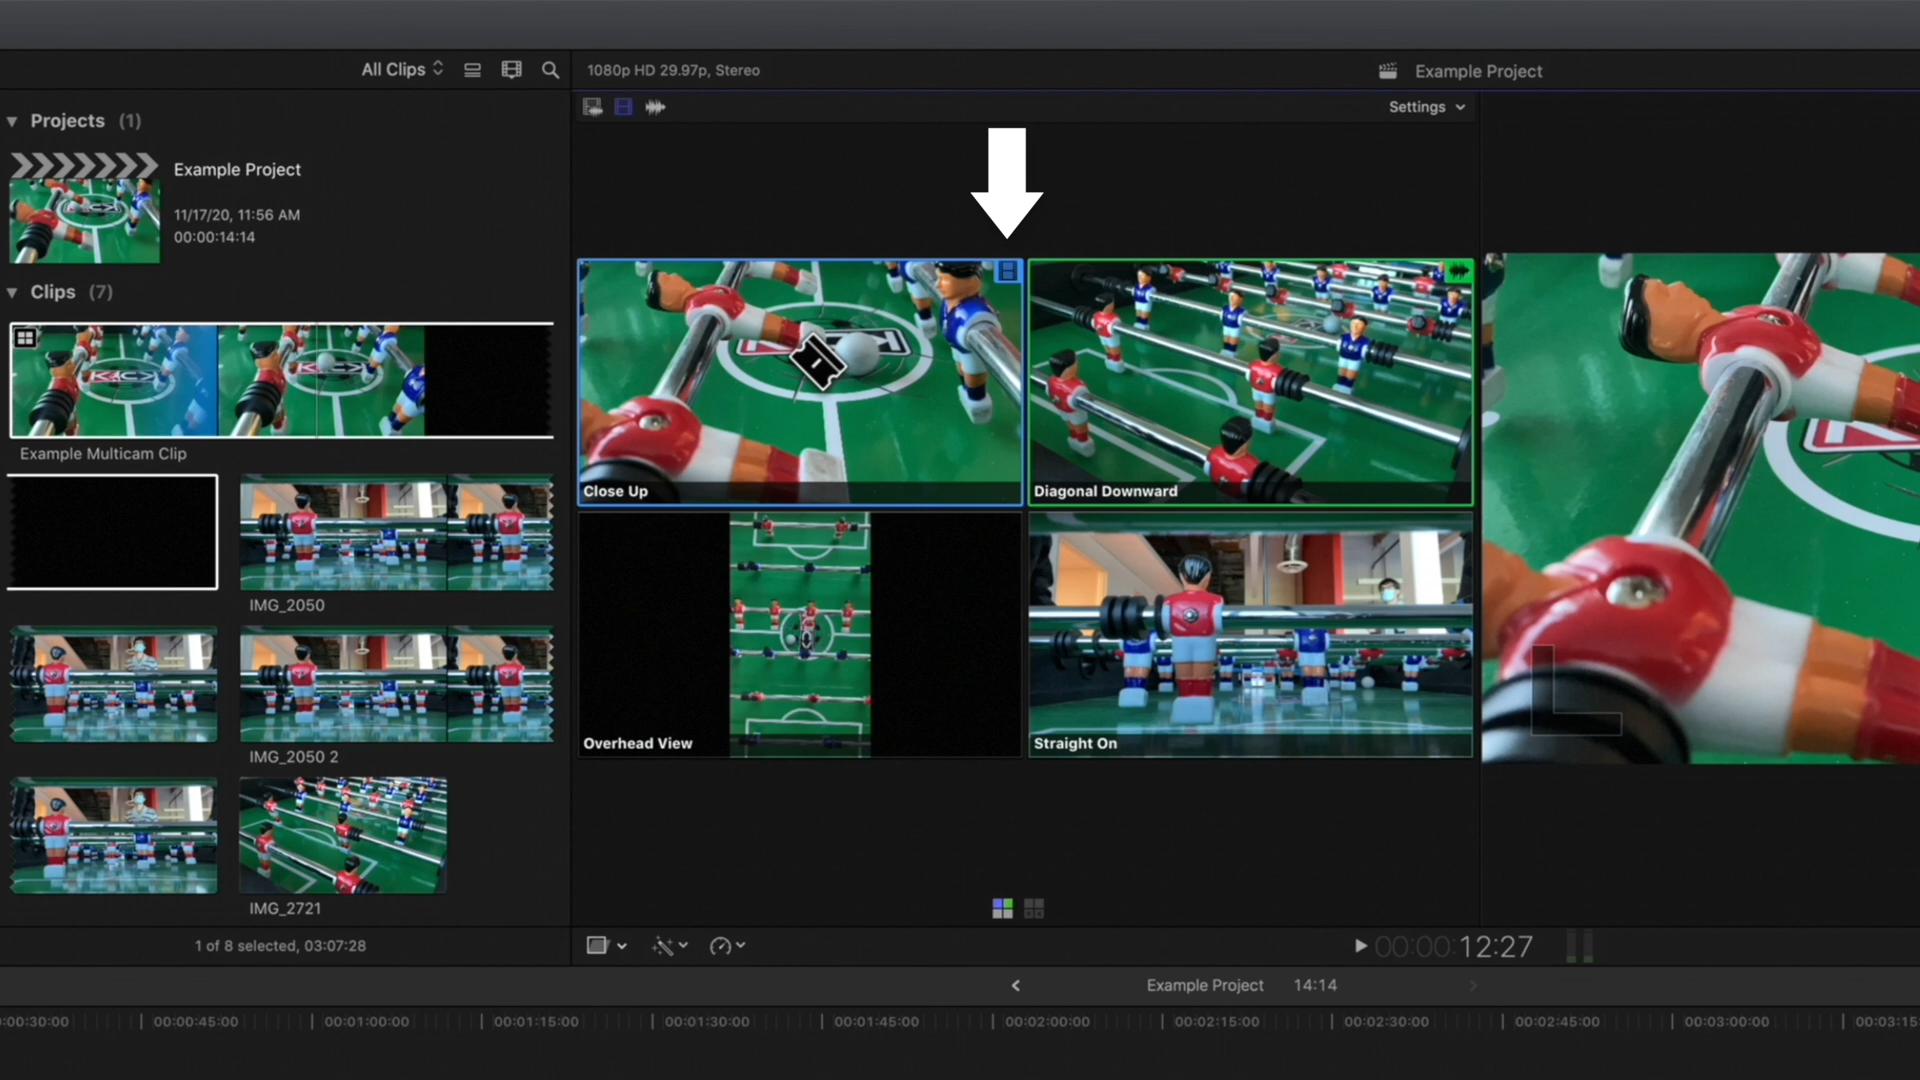 All Clips
1080p HD 29.97p, Stereo
Example Project
Settings
Projects (1)
Example Project
11/17/20, 11:56 AM
00:00:14:14
Clips (7)
Example Multicam Clip
IMG_2050
IMG_2050 2
IMG_2721
1 of 8 selected, 03:07:28
Close Up
Diagonal Downward
Overhead View
Straight On
00:00:12:27
Example Project 14:14
:00:30:00 00:00:45:00 00:01:00:00 00:01:15:00 00:01:30:00 00:01:45:00 00:02:00:00 00:02:15:00 00:02:30:00 00:02:45:00 00:03:00:00 00:03:15